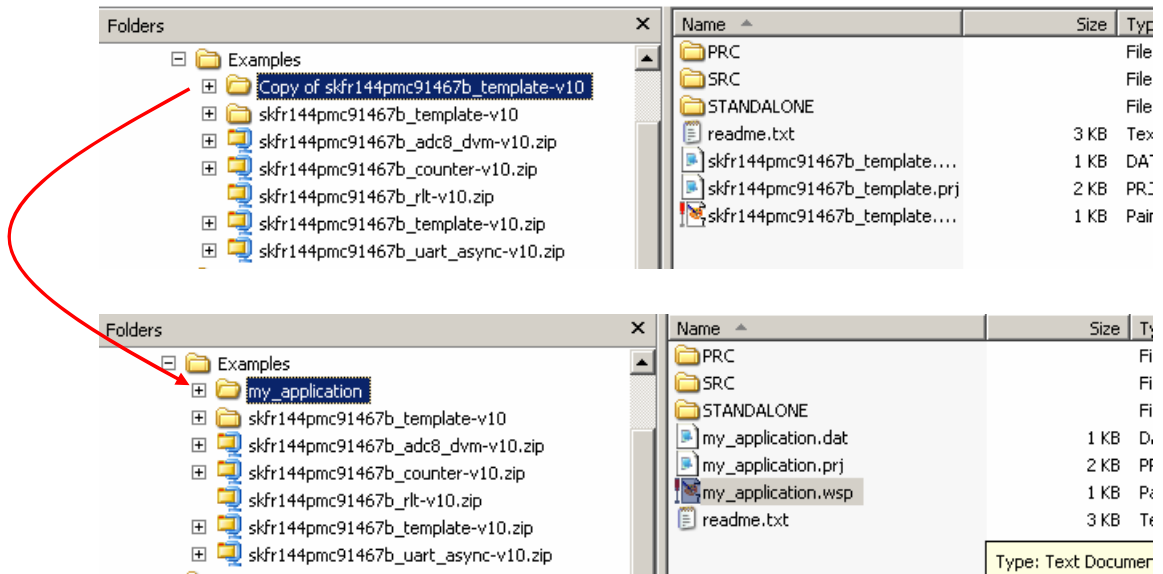 Folders
Examples
Copy of skfr144pmc91467b_template-v10
skfr144pmc91467b_template-v10
skfr144pmc91467b_adc8_dvm-v10.zip
skfr144pmc91467b_counter-v10.zip
skfr144pmc91467b_rlt-v10.zip
skfr144pmc91467b_template-v10.zip
skfr144pmc91467b_uart_async-v10.zip
Name Size Typ
PRC File
SRC File
STANDALONE File
readme.txt 3 KB Tex
skfr144pmc91467b_template.... 1 KB DAT
skfr144pmc91467b_template.prj 2 KB PRJ
skfr144pmc91467b_template.... 1 KB Pain
Folders
Examples
my_application
skfr144pmc91467b_template-v10
skfr144pmc91467b_adc8_dvm-v10.zip
skfr144pmc91467b_counter-v10.zip
skfr144pmc91467b_rlt-v10.zip
skfr144pmc91467b_template-v10.zip
skfr144pmc91467b_uart_async-v10.zip
Name Size Ty
PRC Fi
SRC Fi
STANDALONE Fi
my_application.dat 1 KB DA
my_application.prj 2 KB PR
my_application.wsp 1 KB Pa
readme.txt 3 KB Te
Type: Text Documen